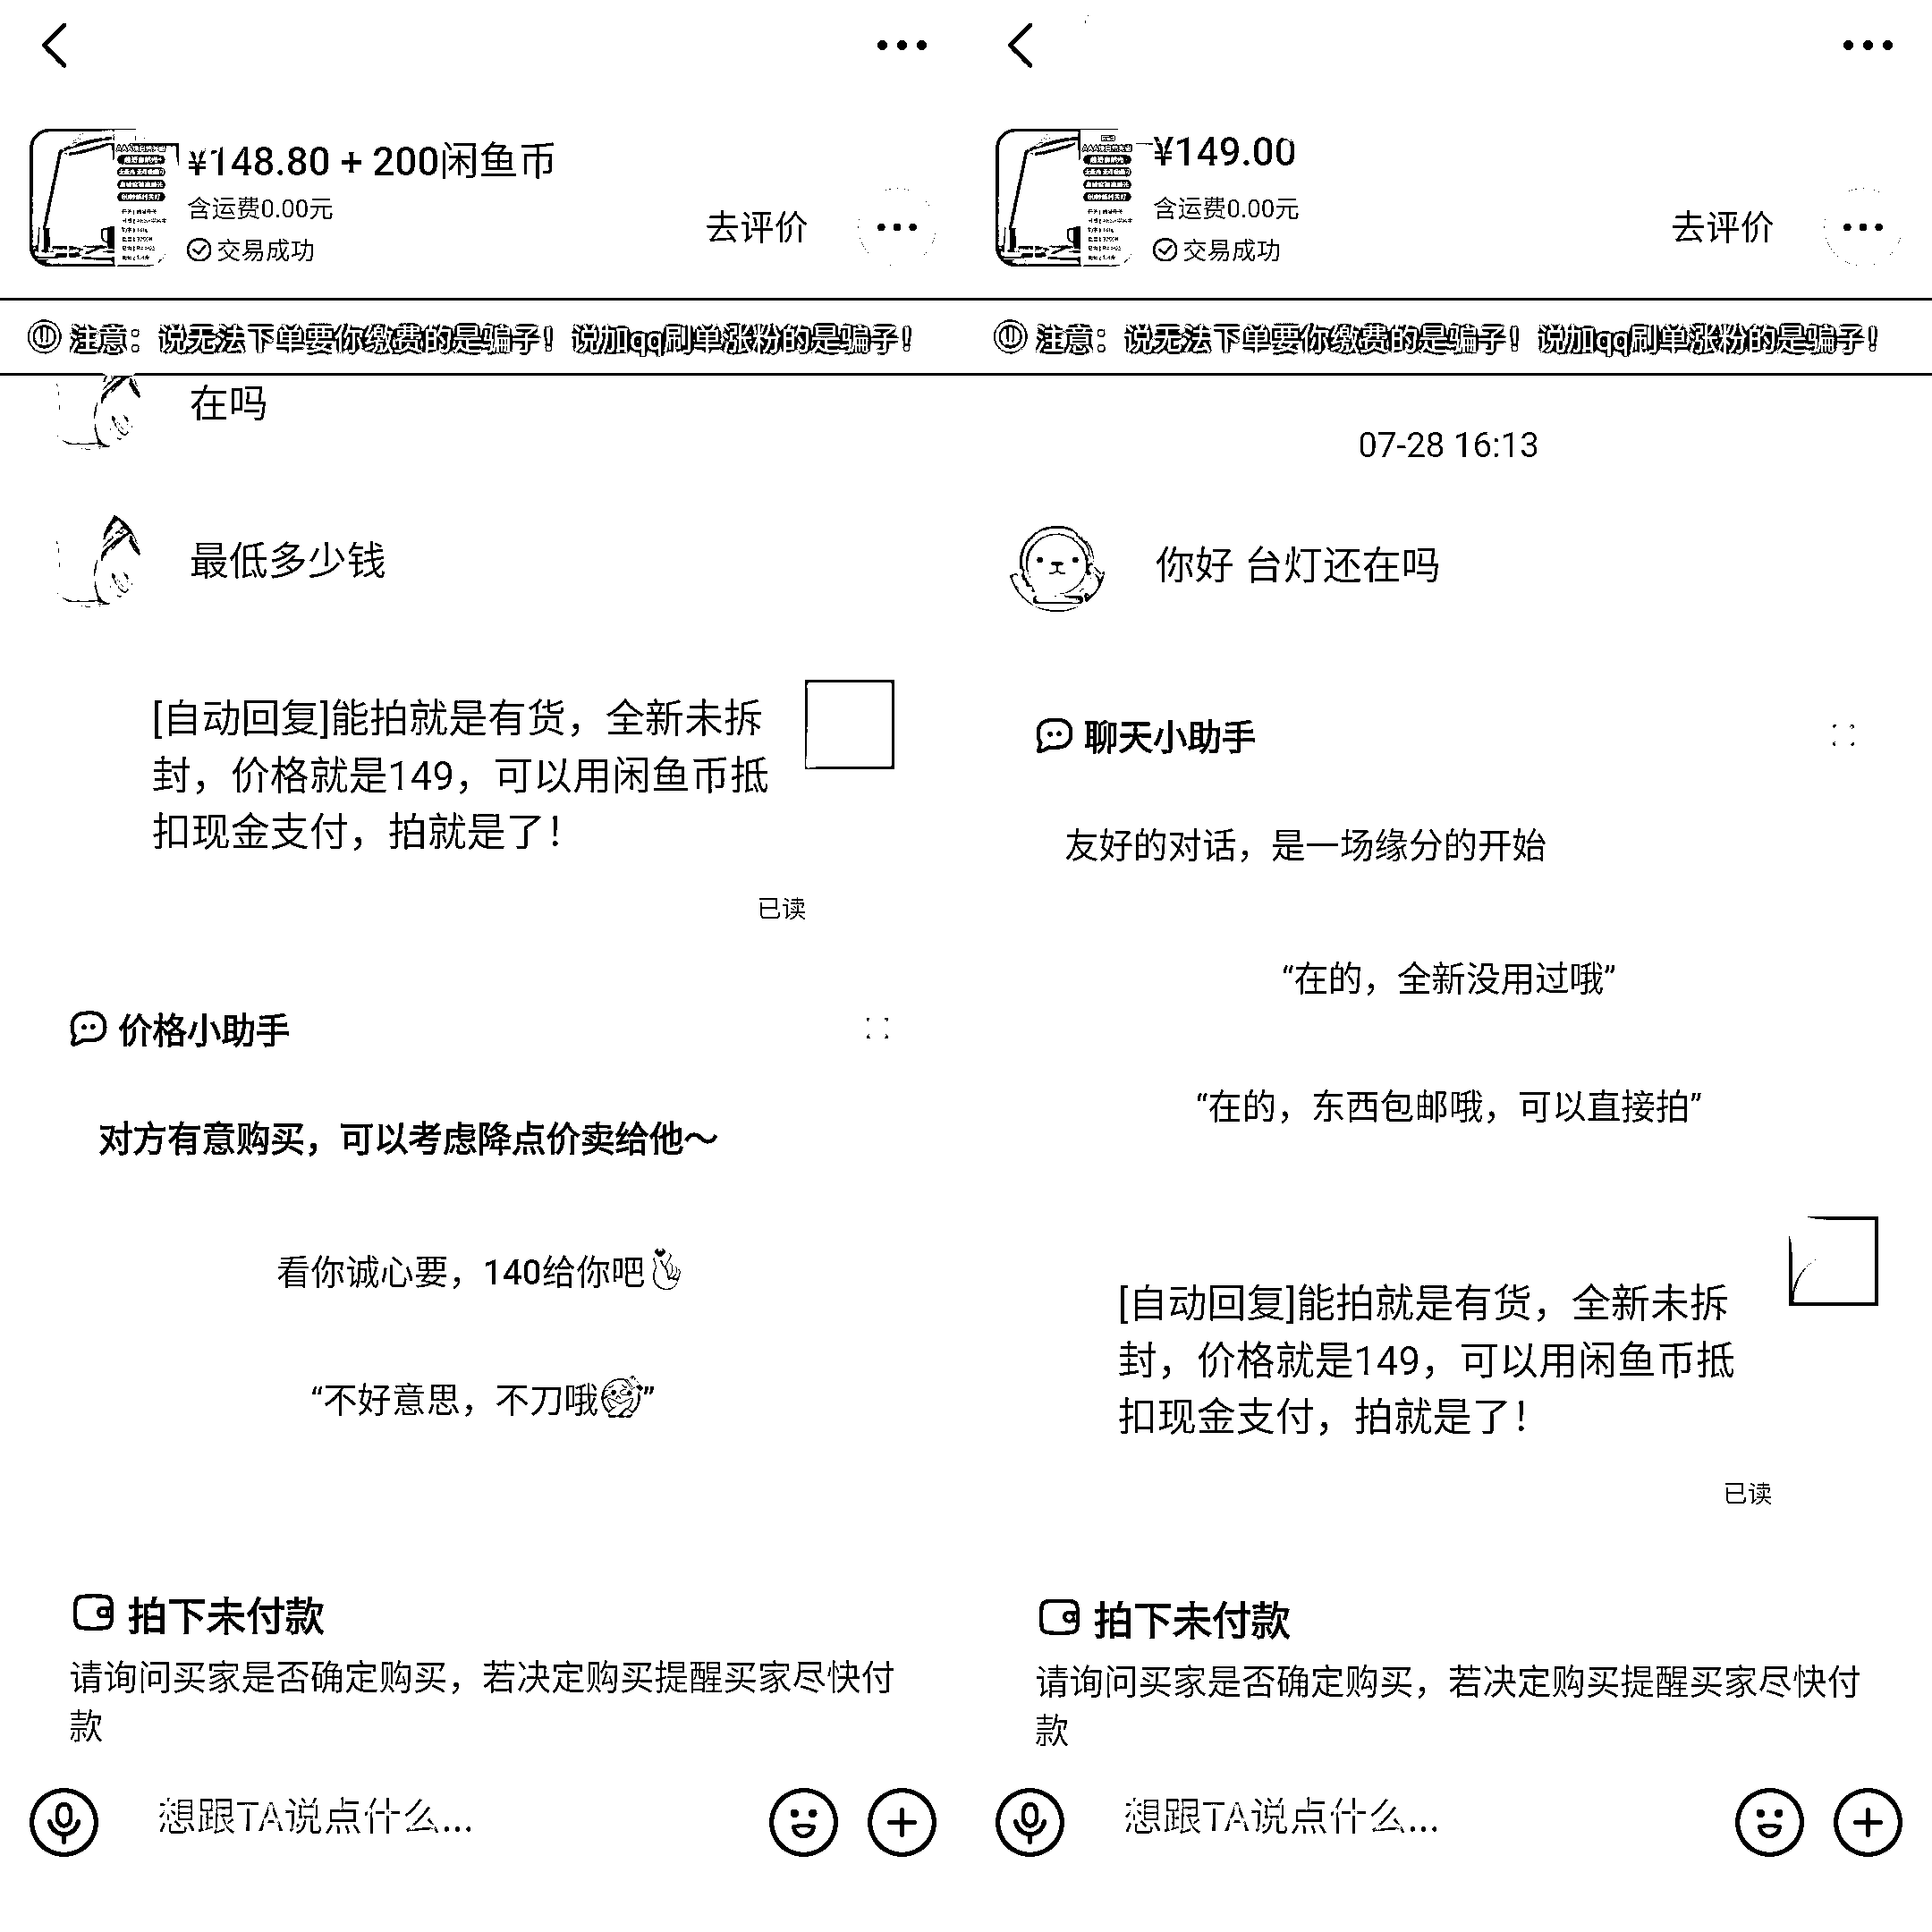 ¥148.80 + 200闲鱼币
含运费0.00元
交易成功
去评价
注意：说无法下单要你缴费的是骗子！说加qq刷单涨粉的是骗子！
在吗
最低多少钱
[自动回复]能拍就是有货，全新未拆
封，价格就是149，可以用闲鱼币抵
扣现金支付，拍就是了！
已读
价格小助手
对方有意购买，可以考虑降点价卖给他～
看你诚心要，140给你吧
“不好意思，不刀哦”
拍下未付款
请询问买家是否确定购买，若决定购买提醒买家尽快付
款
想跟TA说点什么...
¥149.00
含运费0.00元
交易成功
去评价
注意：说无法下单要你缴费的是骗子！说加qq刷单涨粉的是骗子！
07-28 16:13
你好 台灯还在吗
聊天小助手
友好的对话，是一场缘分的开始
“在的，全新没用过哦”
“在的，东西包邮哦，可以直接拍”
[自动回复]能拍就是有货，全新未拆
封，价格就是149，可以用闲鱼币抵
扣现金支付，拍就是了！
已读
拍下未付款
请询问买家是否确定购买，若决定购买提醒买家尽快付
款
想跟TA说点什么...